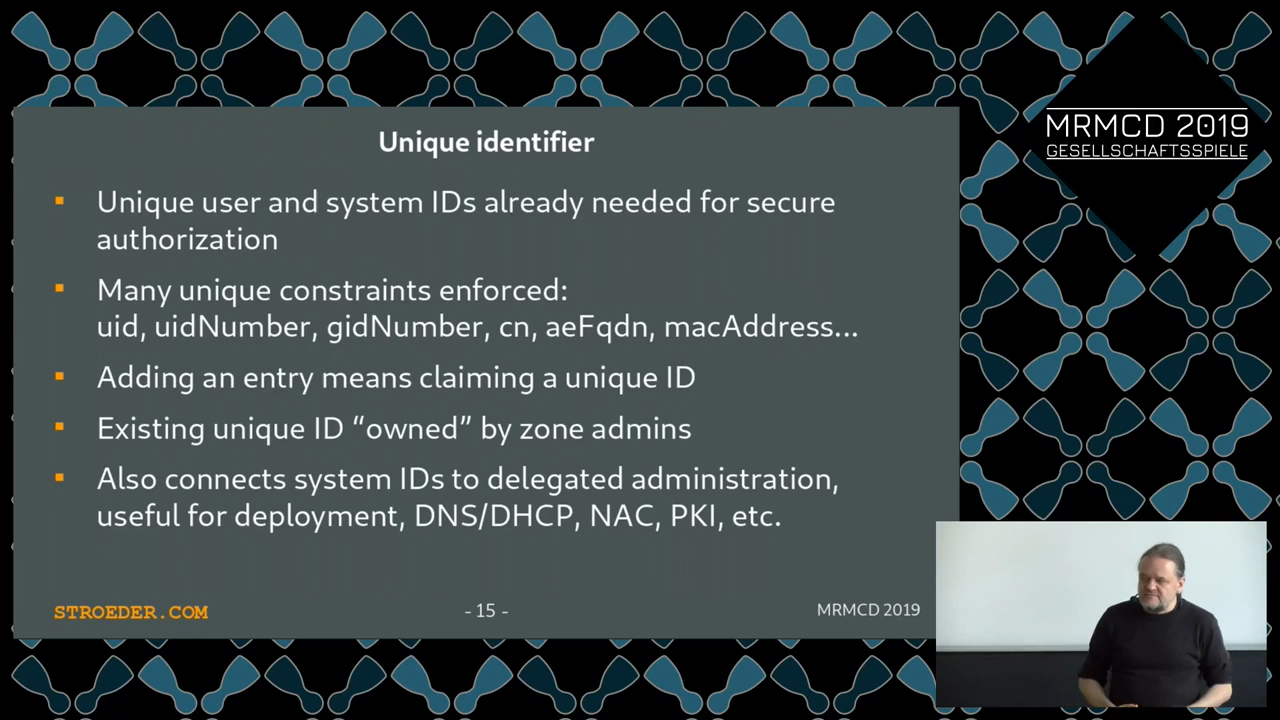 MRMCD 2019
GESELLSCHAFTSSPIELE
Unique identifier
Unique user and system IDs already needed for secure
authorization
Many unique constraints enforced:
uid, uidNumber, gidNumber, cn, aeFqdn, macAddress...
Adding an entry means claiming a unique ID
Existing unique ID “owned” by zone admins
Also connects system IDs to delegated administration,
useful for deployment, DNS/DHCP, NAC, PKI, etc.
STROEDER.COM
- 15 -
MRMCD 2019